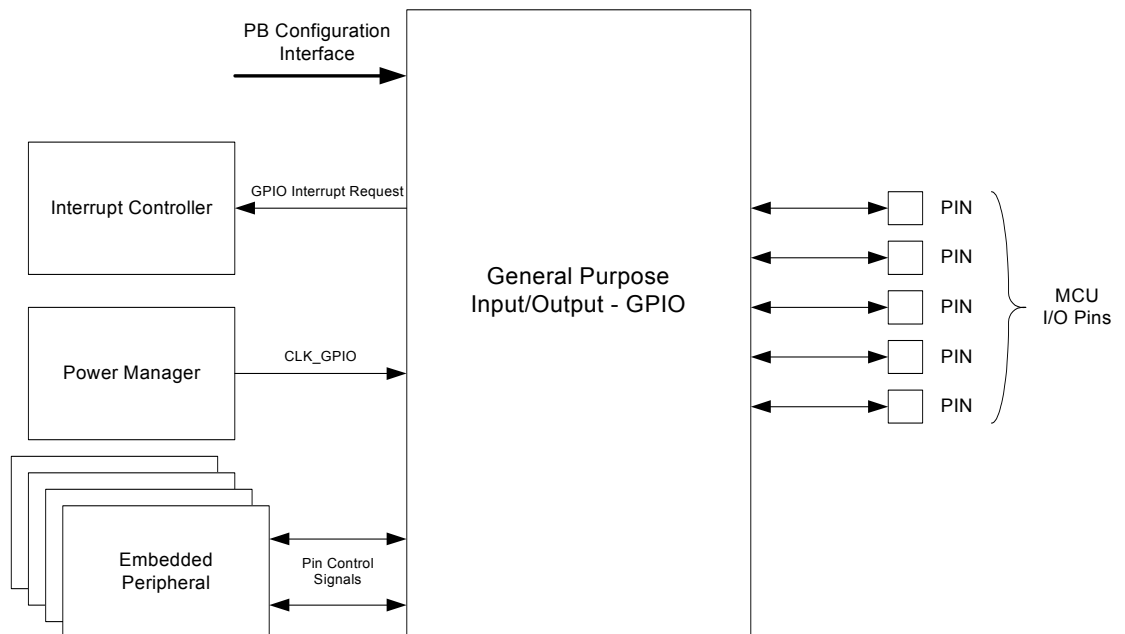 PB Configuration
Interface
Interrupt Controller
GPIO Interrupt Request
General Purpose
Input/Output - GPIO
Power Manager
CLK_GPIO
Embedded
Peripheral
Pin Control
Signals
PIN
PIN
PIN
PIN
PIN
MCU
I/O Pins